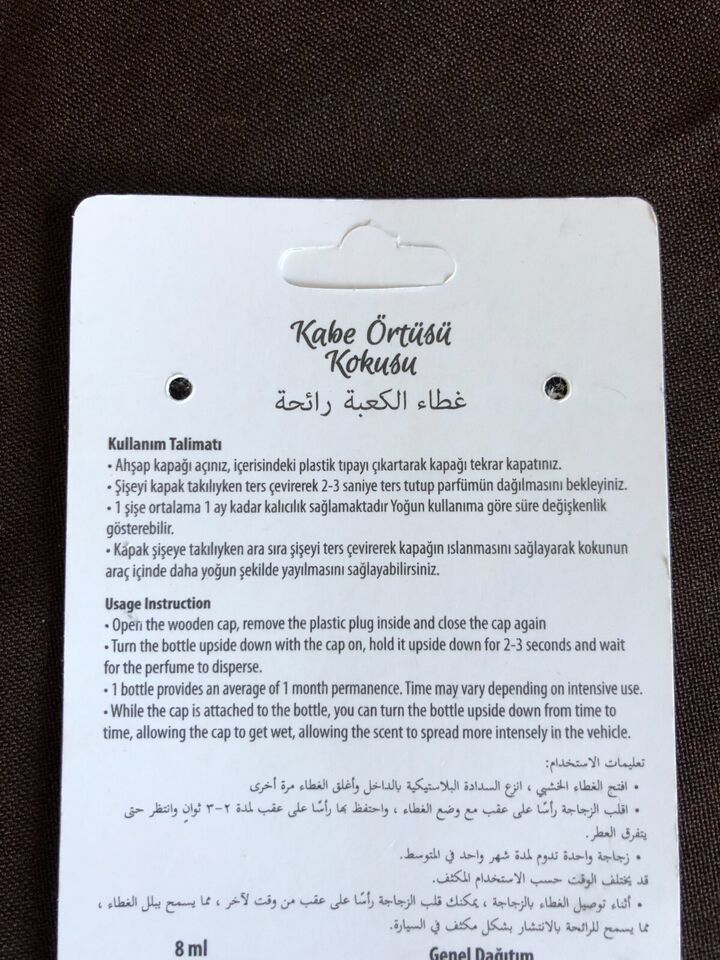 Kabe Örtüsü
Kokusu
غطاء الكعبة رائحة
Kullanım Talimatı
• Ahşap kapağı açınız, içerisindeki plastik tıpayı çıkartarak kapağı tekrar kapatınız.
• Şişeyi kapak takılıyken ters çevirerek 2-3 saniye ters tutup parfümün dağılmasını bekleyiniz.
• 1 şişe ortalama 1 ay kadar kalıcılık sağlamaktadır Yoğun kullanıma göre süre değişkenlik
gösterebilir.
• Kapak şişeye takılıyken ara sıra şişeyi ters çevirerek kapağın ıslanmasını sağlayarak kokunun
araç içinde daha yoğun şekilde yayılmasını sağlayabilirsiniz.
Usage Instruction
• Open the wooden cap, remove the plastic plug inside and close the cap again
• Turn the bottle upside down with the cap on, hold it upside down for 2-3 seconds and wait
for the perfume to disperse.
• 1 bottle provides an average of 1 month permanence. Time may vary depending on intensive use.
• While the cap is attached to the bottle, you can turn the bottle upside down from time to
time, allowing the cap to get wet, allowing the scent to spread more intensely in the vehicle.
تعليمات الاستخدام:
• افتح الغطاء الخشبي ، انزع السدادة البلاستيكية بالداخل وأغلق الغطاء مرة أخرى
• اقلب الزجاجة رأسًا على عقب مع وضع الغطاء ، واحتفظ بها رأسًا على عقب لمدة ٢-٣ ثوانٍ وانتظر حتى
يتفرق العطر.
• زجاجة واحدة تدوم لمدة شهر واحد في المتوسط.
قد يختلف الوقت حسب الاستخدام المكثف.
• أثناء توصيل الغطاء بالزجاجة ، يمكنك قلب الزجاجة رأسًا على عقب من وقت لآخر ، مما يسمح ببلل الغطاء ،
مما يسمح للرائحة بالانتشار بشكل مكثف في السيارة.
8 ml
Genel Dağıtım